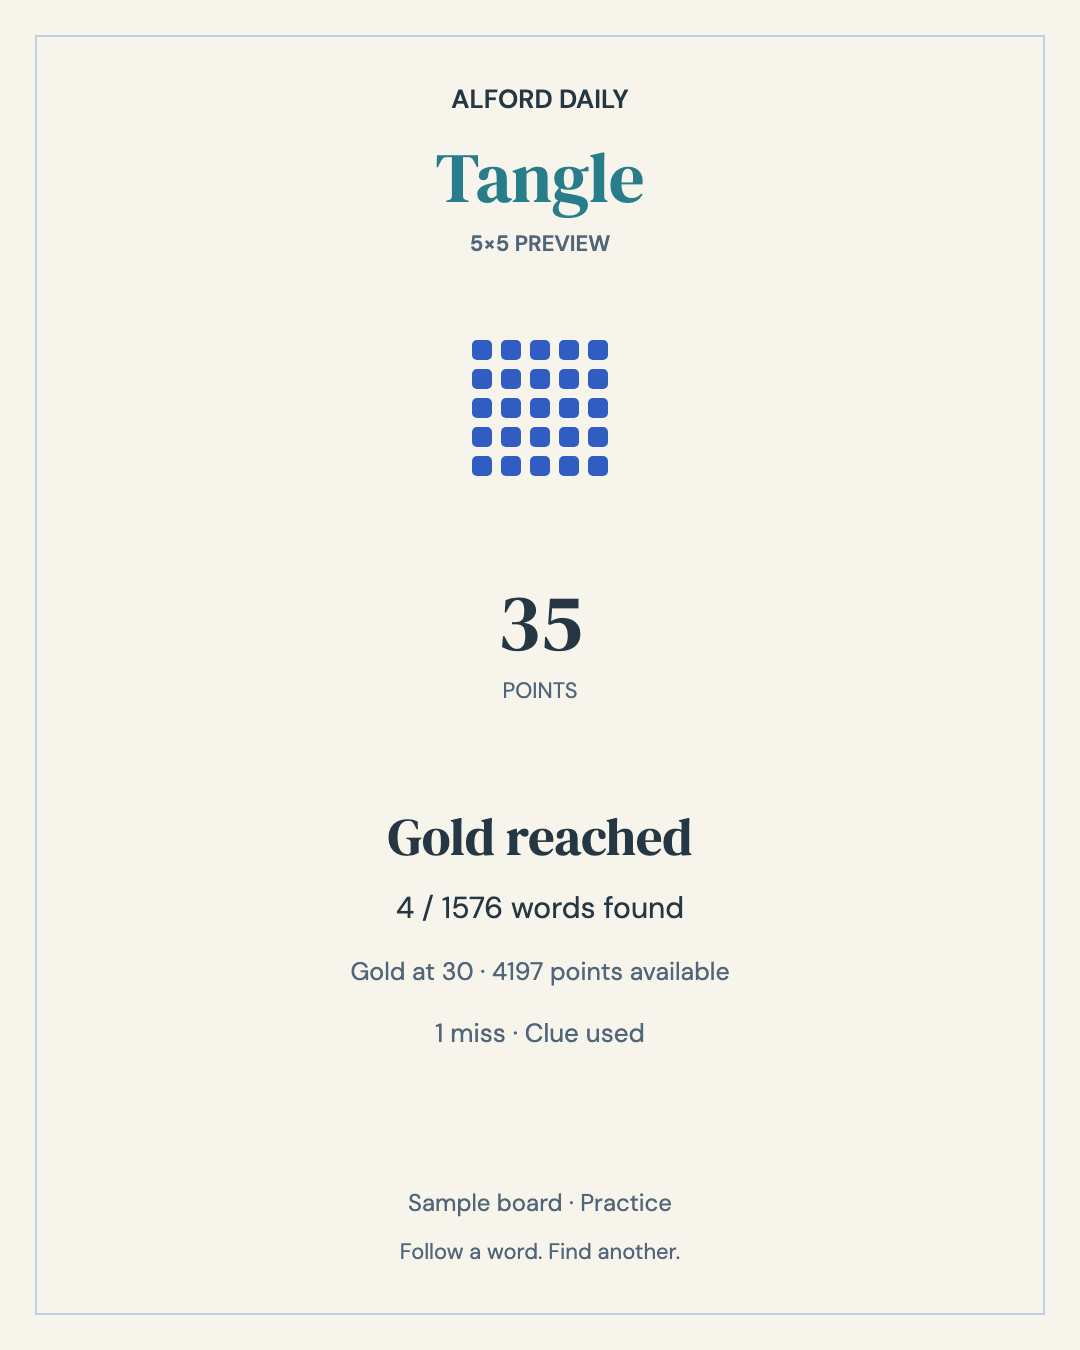 ALFORD DAILY
Tangle
5×5 PREVIEW
35
POINTS
Gold reached
4 / 1576 words found
Gold at 30 · 4197 points available
1 miss · Clue used
Sample board · Practice
Follow a word. Find another.